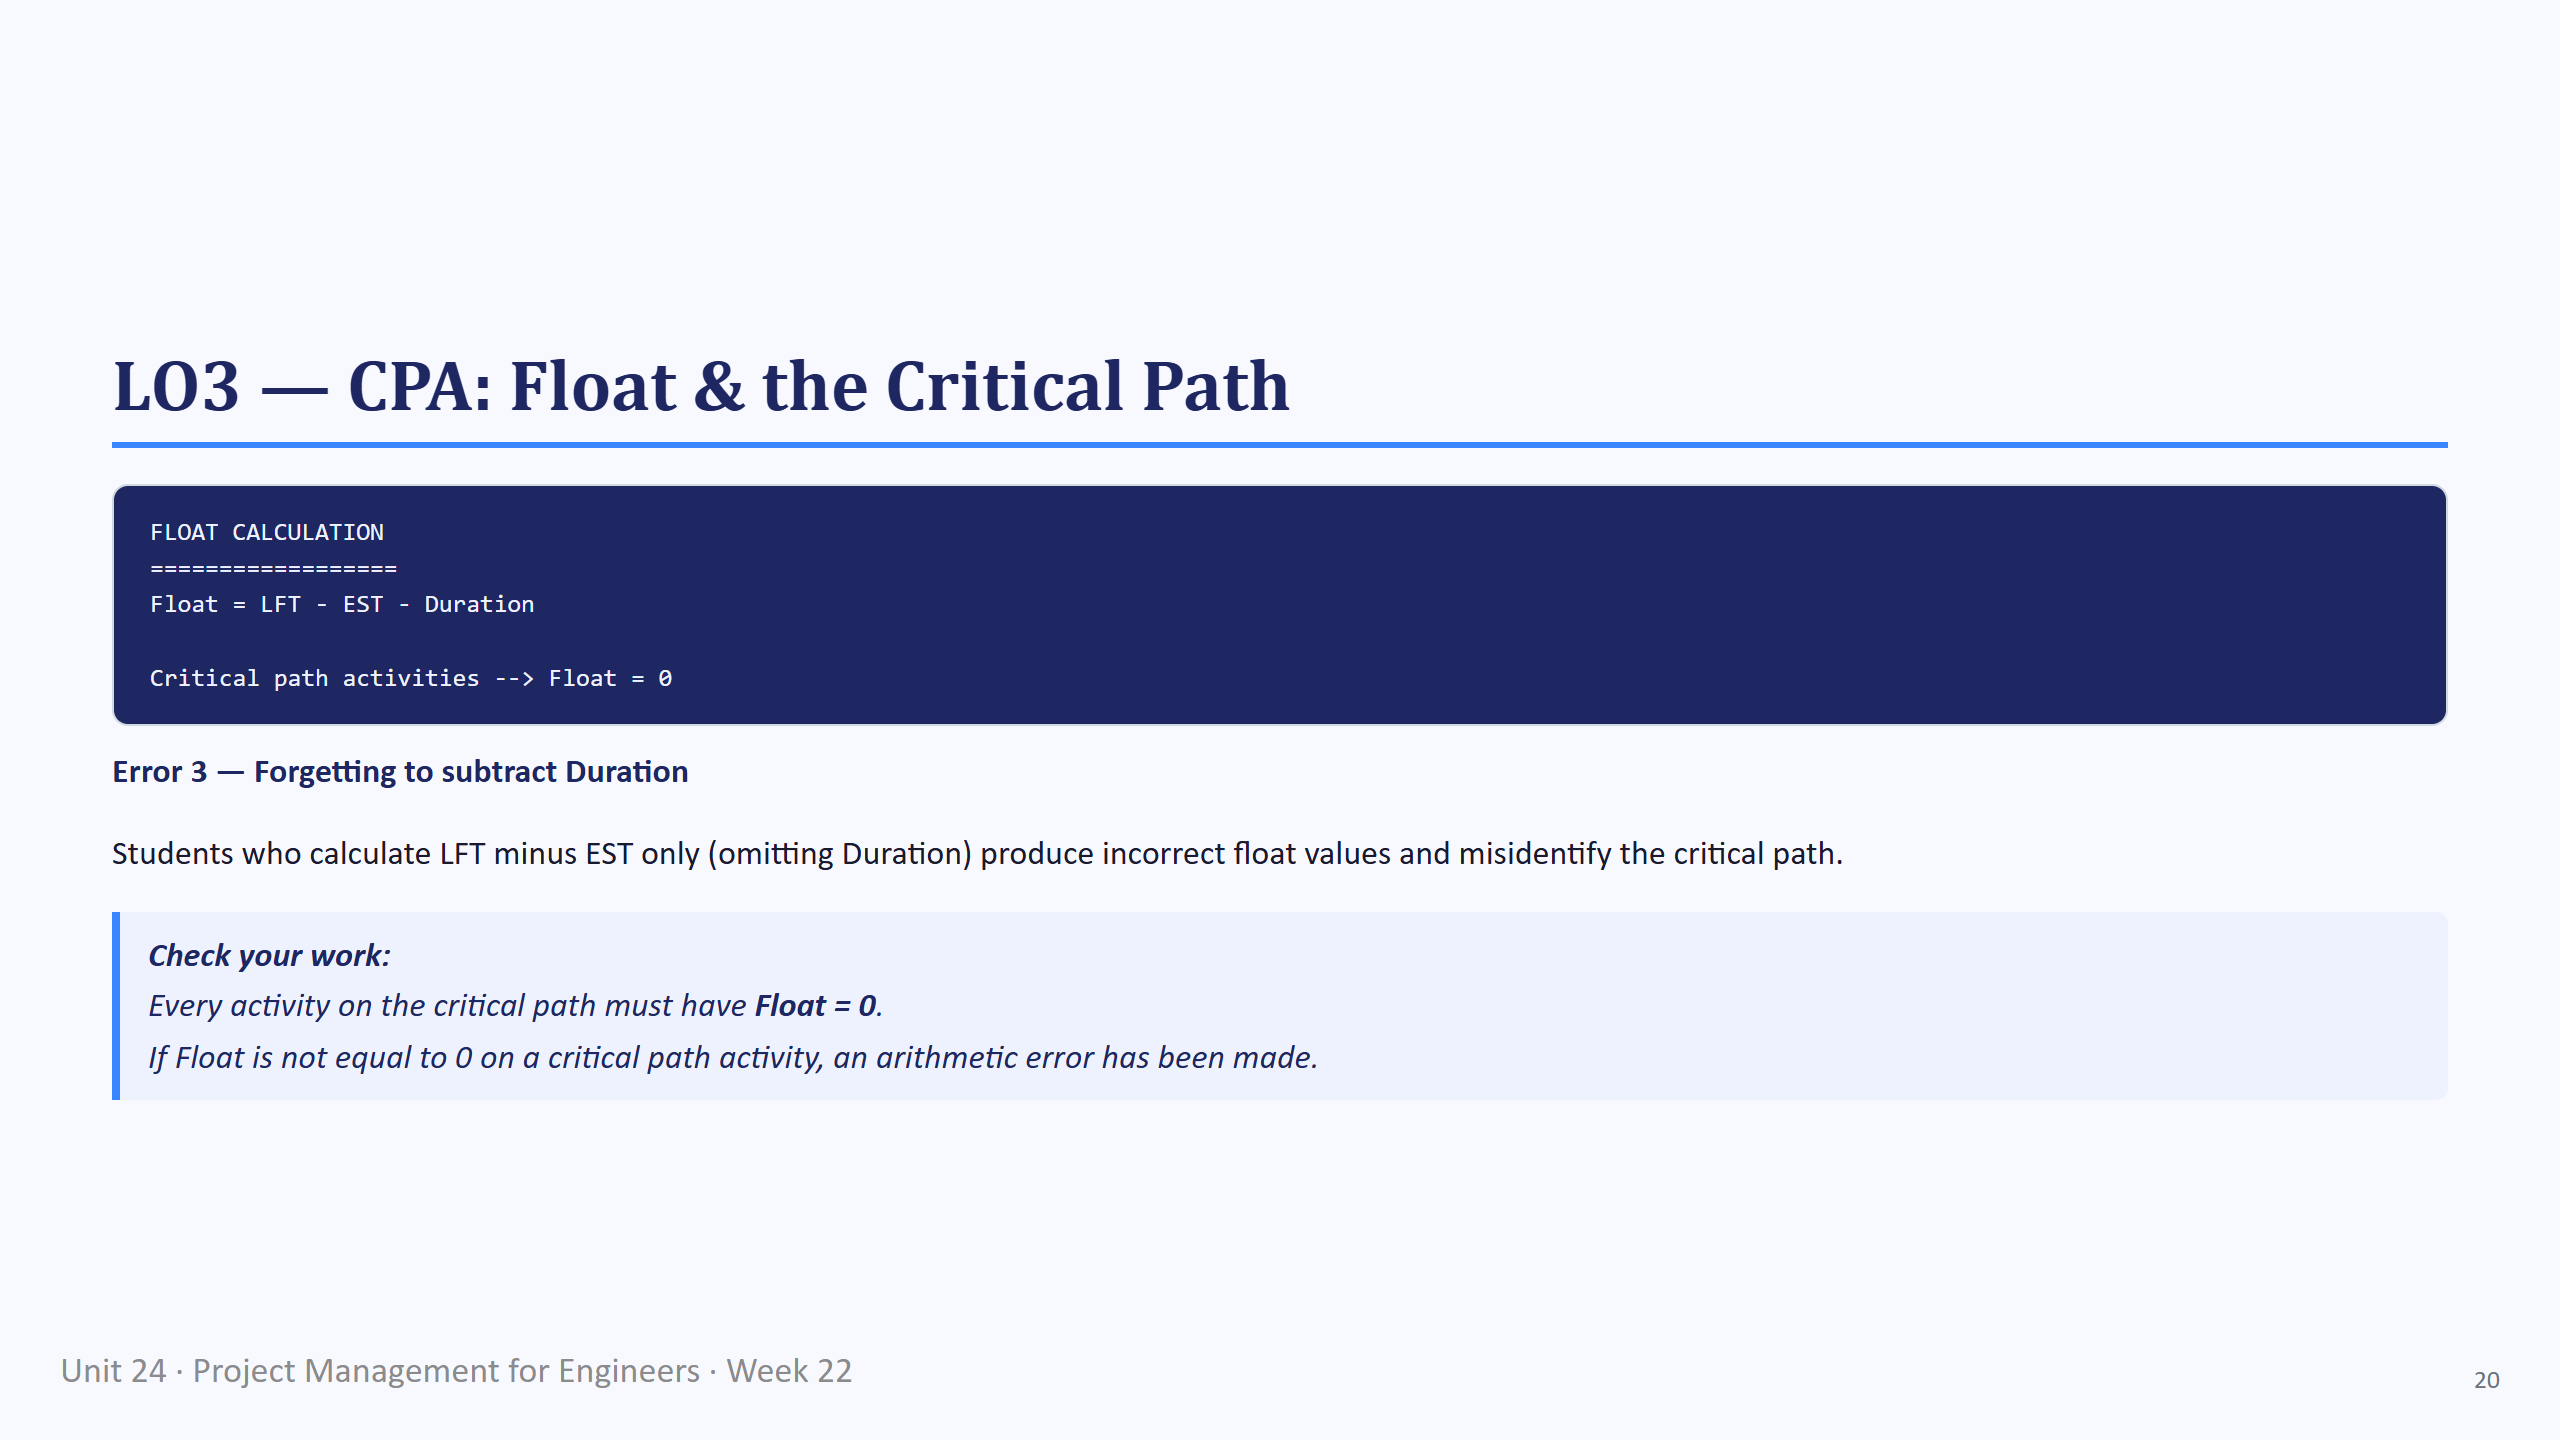 LO3 — CPA: Float & the Critical Path
FLOAT CALCULATION
==================
Float = LFT - EST - Duration
Critical path activities --> Float = 0
Error 3 — Forgetting to subtract Duration
Students who calculate LFT minus EST only (omitting Duration) produce incorrect float values and misidentify the critical path.
Check your work:
Every activity on the critical path must have Float = 0.
If Float is not equal to 0 on a critical path activity, an arithmetic error has been made.
Unit 24 · Project Management for Engineers · Week 22
20